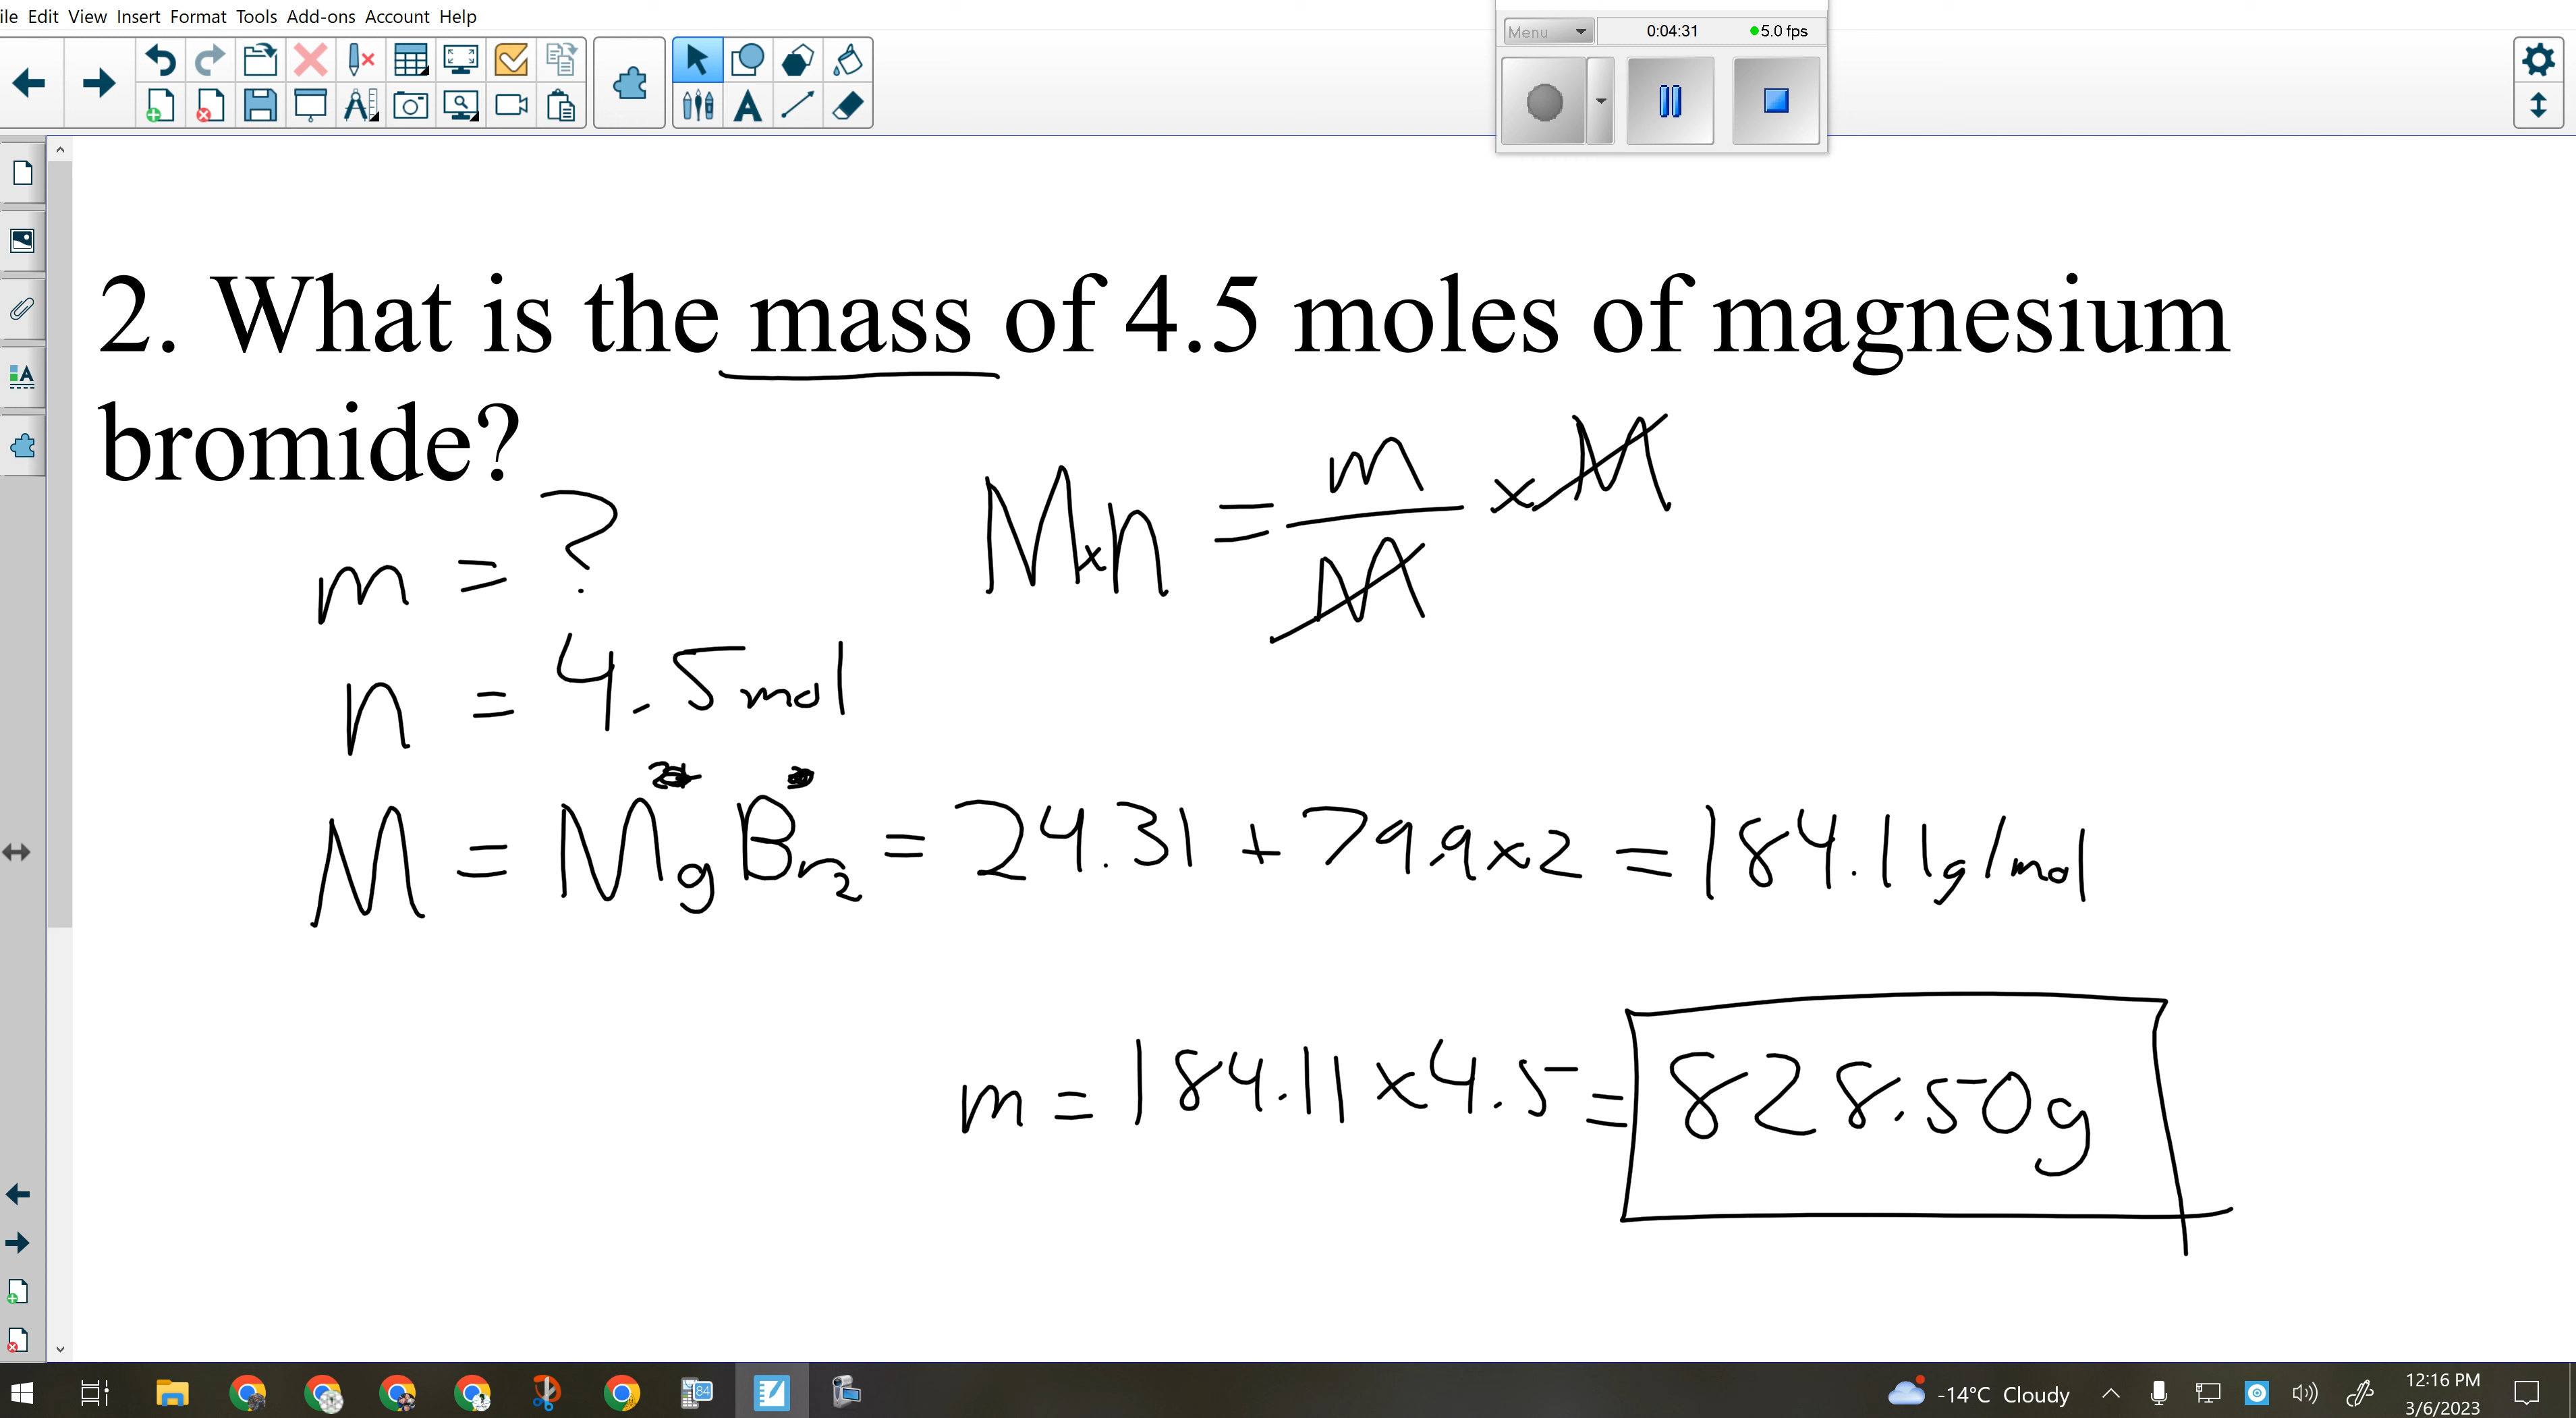 ile Edit View Insert Format Tools Add-ons Account Help
Menu 0:04:31 5.0 fps
2. What is the mass of 4.5 moles of magnesium
bromide?
M x n = m / M x M
m = ?
n = 4.5 mol
M = MgBr2 = 24.31 + 79.9 x 2 = 184.11 g/mol
m = 184.11 x 4.5 = 828.50g
84
-14°C Cloudy
12:16 PM
3/6/2023